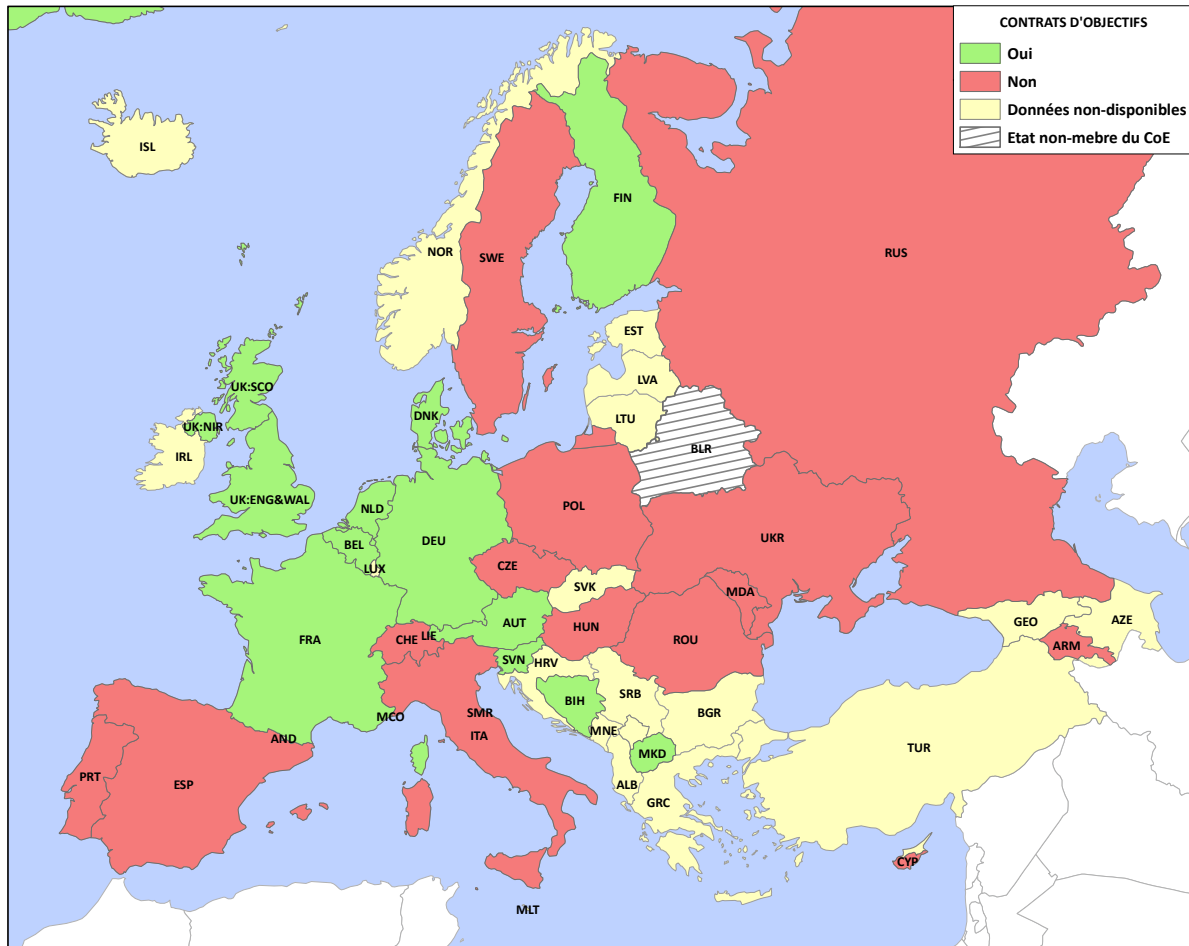 CONTRATS D'OBJECTIFS
Oui
Non
Données non-disponibles
Etat non-mebre du CoE
ISL
FIN
NOR
SWE
RUS
EST
LVA
UK:SCO
DNK
LTU
UK:NIR
BLR
IRL
UK:ENG&WAL
NLD
POL
BEL
DEU
UKR
LUX
CZE
SVK
MDA
AUT
GEO
AZE
HUN
FRA
CHE
LIE
ROU
ARM
SVN
HRV
SRB
BIH
BGR
MCO
SMR
MNE
ITA
AND
TUR
MKD
PRT
ESP
ALB
GRC
CYP
MLT